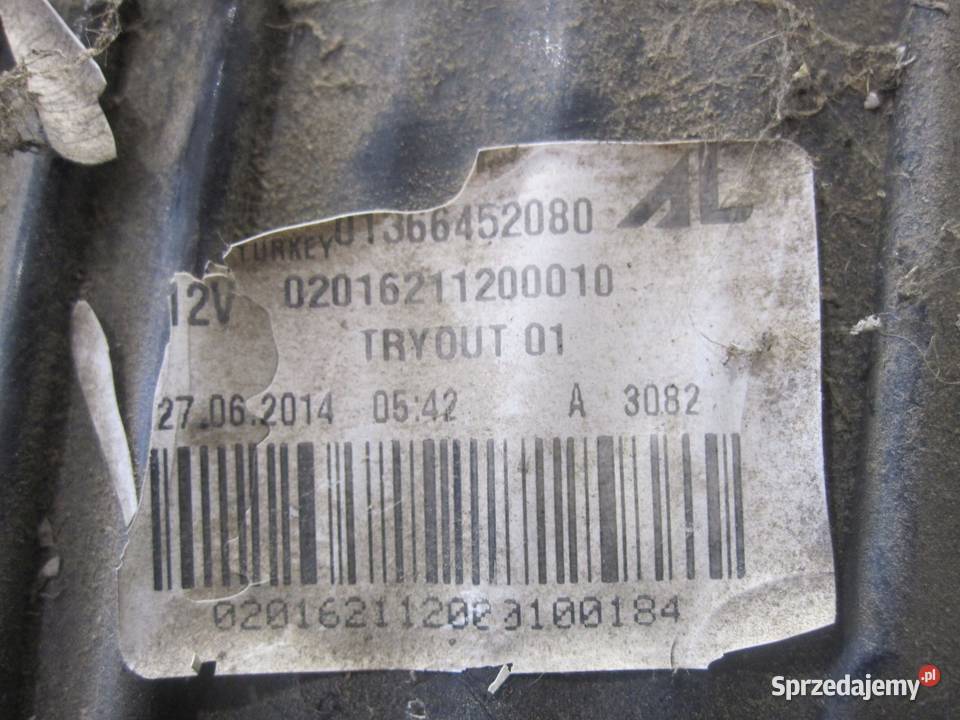 AL
01366452080
TURKEY
12V 02016211200010
TRYOUT 01
27.06.2014 05:42 A 3082
020162112000100184
Sprzedajemy.pl